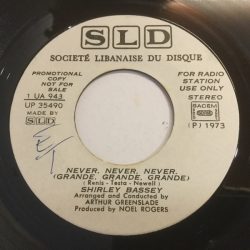 SLD
SOCIETÉ LIBANAISE DU DISQUE
PROMOTIONAL
COPY
NOT FOR
SALE
1 UA 943
UP 35490
MADE BY
SLD
FOR RADIO
STATION
USE ONLY
STEREO
SACEM
(P) 1973
NEVER, NEVER, NEVER.
(GRANDE, GRANDE, GRANDE)
(Renis - Testa - Newell)
SHIRLEY BASSEY
Arranged and Conducted by
ARTHUR GREENSLADE
Produced by NOEL ROGERS